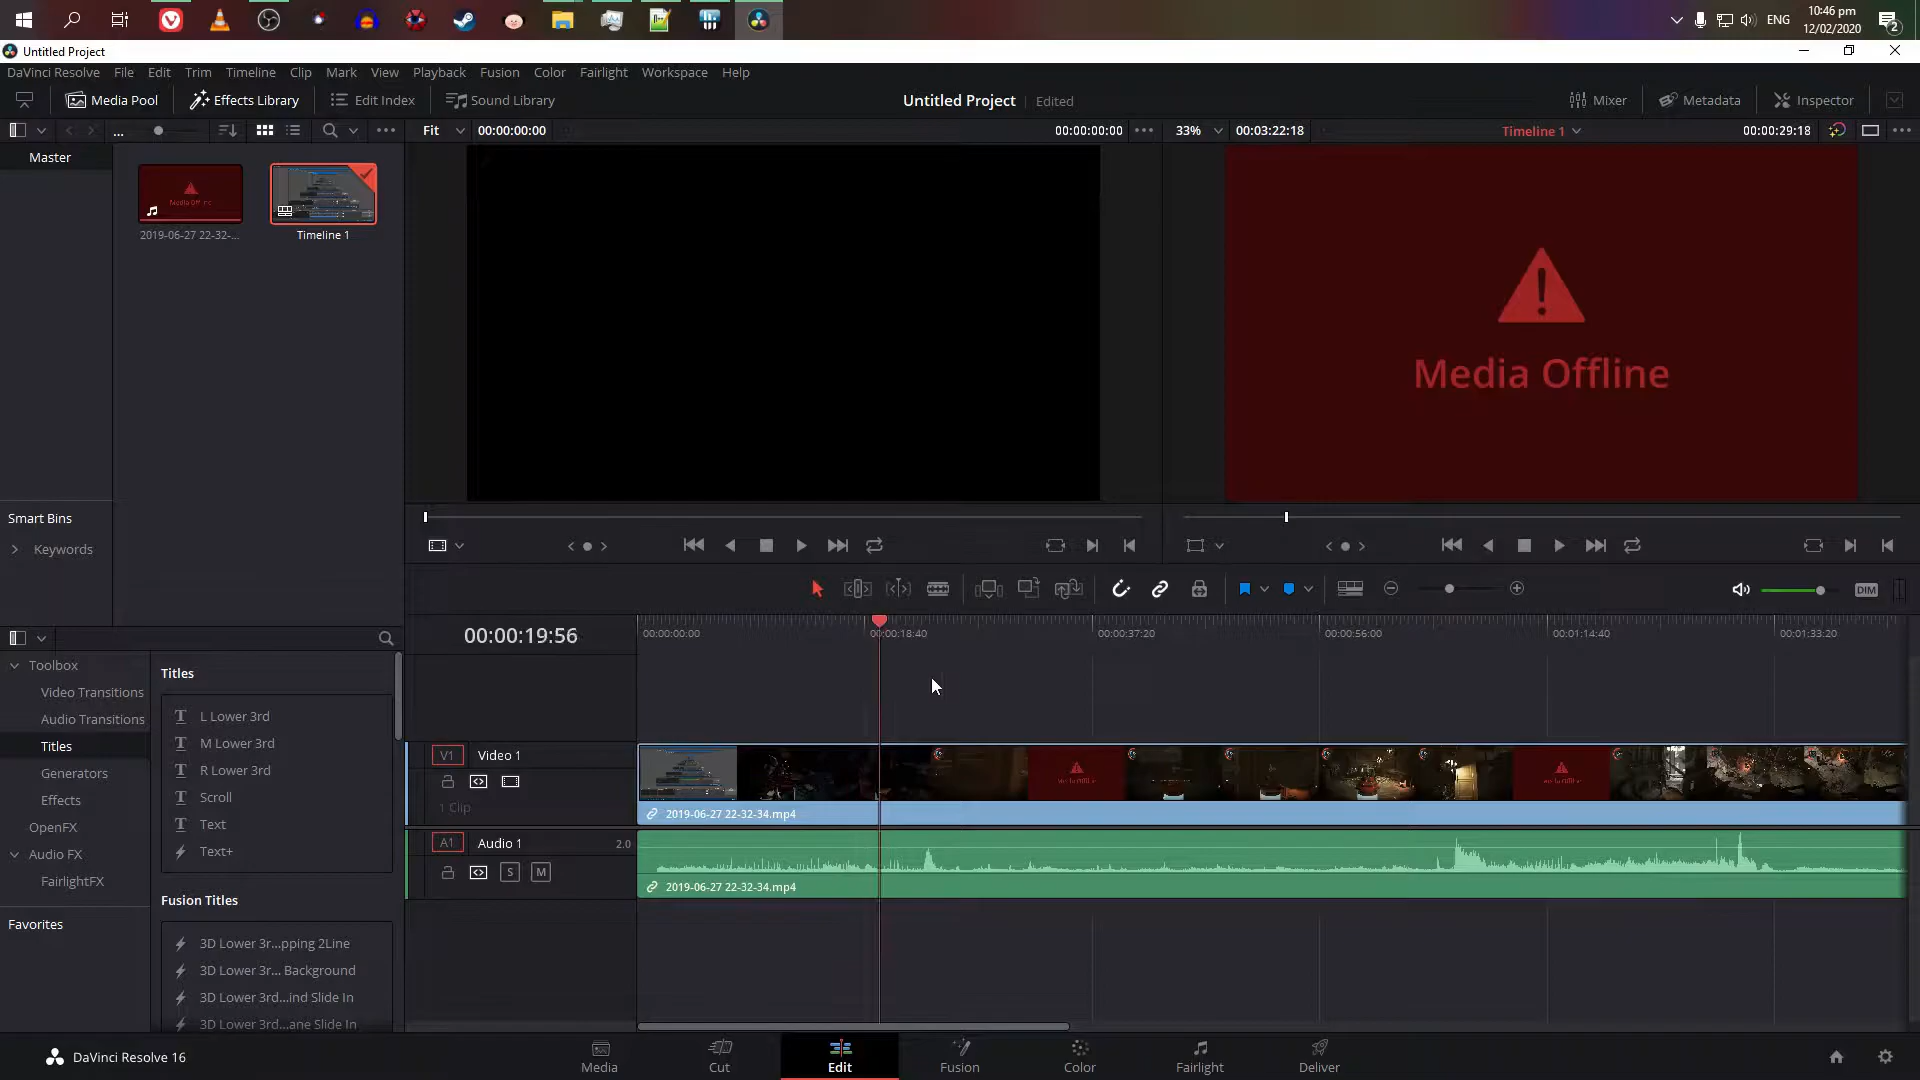 ENG
10:46 pm
12/02/2020
2
Untitled Project
DaVinci Resolve File Edit Trim Timeline Clip Mark View Playback Fusion Color Fairlight Workspace Help
Media Pool Effects Library Edit Index Sound Library Untitled Project Edited Mixer Metadata Inspector
... Fit 00:00:00:00 00:00:00:00 33% 00:03:22:18 Timeline 1 00:00:29:18
Master
2019-06-27 22-32-... Timeline 1
Media Offline
Smart Bins
Keywords
DIM
00:00:19:56
00:00:00:00 00:00:18:40 00:00:37:20 00:00:56:00 00:01:14:40 00:01:33:20
Toolbox
Video Transitions
Audio Transitions
Titles
Generators
Effects
OpenFX
Audio FX
FairlightFX
Favorites
Titles
L Lower 3rd
M Lower 3rd
R Lower 3rd
Scroll
Text
Text+
Fusion Titles
3D Lower 3r...pping 2Line
3D Lower 3r... Background
3D Lower 3rd...ind Slide In
3D Lower 3rd...ane Slide In
V1 Video 1
1 Clip
2019-06-27 22-32-34.mp4
A1 Audio 1 2.0
S M
2019-06-27 22-32-34.mp4
DaVinci Resolve 16
Media Cut Edit Fusion Color Fairlight Deliver